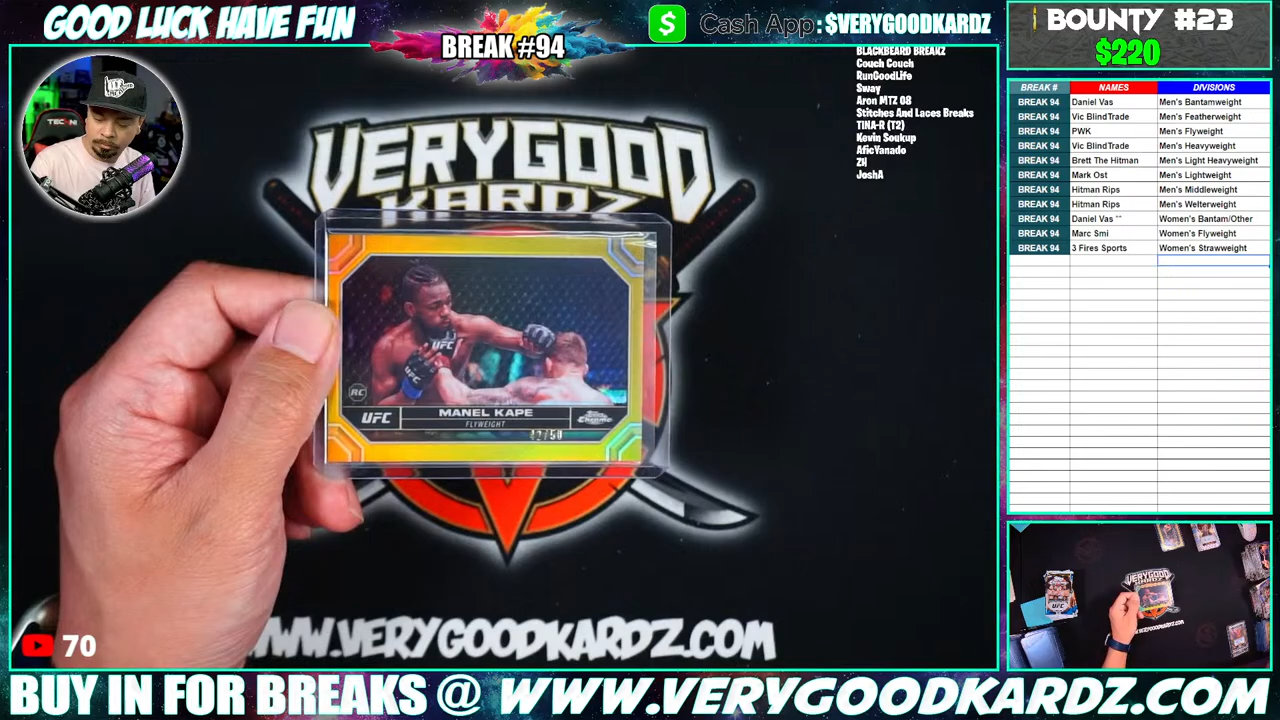 GOOD LUCK HAVE FUN
BREAK #94
$ Cash App : $VERYGOODKARDZ
BOUNTY #23
$220
BLACKBEARD BREAKZ
Couch Couch
RunGoodLife
Sway
Aron MTZ 08
Stitches And Laces Breaks
TINA-R (T2)
Kevin Soukup
AficVanado
ZH
JoshA
BREAK # NAMES DIVISIONS
BREAK 94 Daniel Vas Men's Bantamweight
BREAK 94 Vic BlindTrade Men's Featherweight
BREAK 94 PWK Men's Flyweight
BREAK 94 Vic BlindTrade Men's Heavyweight
BREAK 94 Brett The Hitman Men's Light Heavyweight
BREAK 94 Mark Ost Men's Lightweight
BREAK 94 Hitman Rips Men's Middleweight
BREAK 94 Hitman Rips Men's Welterweight
BREAK 94 Daniel Vas "" Women's Bantam/Other
BREAK 94 Marc Smi Women's Flyweight
BREAK 94 3 Fires Sports Women's Strawweight
VERYGOOD
KARDZ
UFC
UFC
RC
UFC
MANEL KAPE
FLYWEIGHT
Topps Chrome
WWW.VERYGOODKARDZ.COM
70
BUY IN FOR BREAKS @ WWW.VERYGOODKARDZ.COM